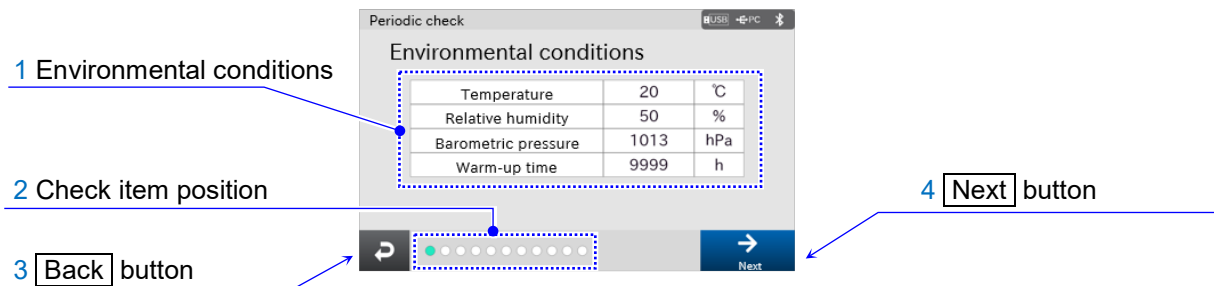 Periodic check
USB PC
Environmental conditions
1 Environmental conditions
Temperature 20 ℃
Relative humidity 50 %
Barometric pressure 1013 hPa
Warm-up time 9999 h
2 Check item position
4 Next button
Next
3 Back button